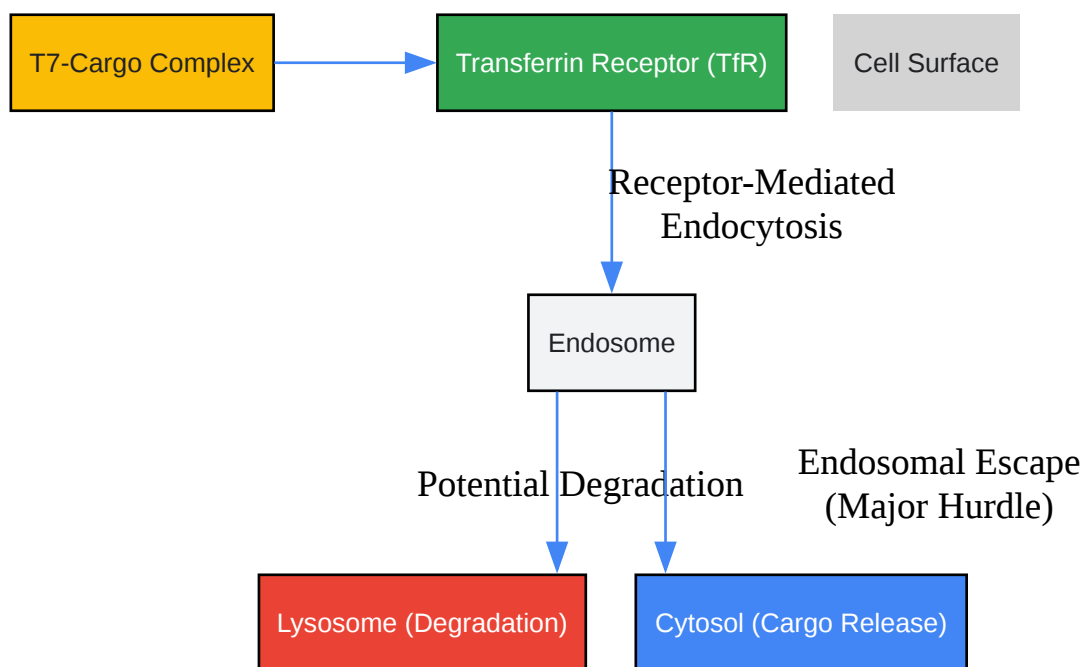 T7-Cargo Complex
Transferrin Receptor (TfR)
Cell Surface
Receptor-Mediated
Endocytosis
Endosome
Potential Degradation
Endosomal Escape
(Major Hurdle)
Lysosome (Degradation)
Cytosol (Cargo Release)